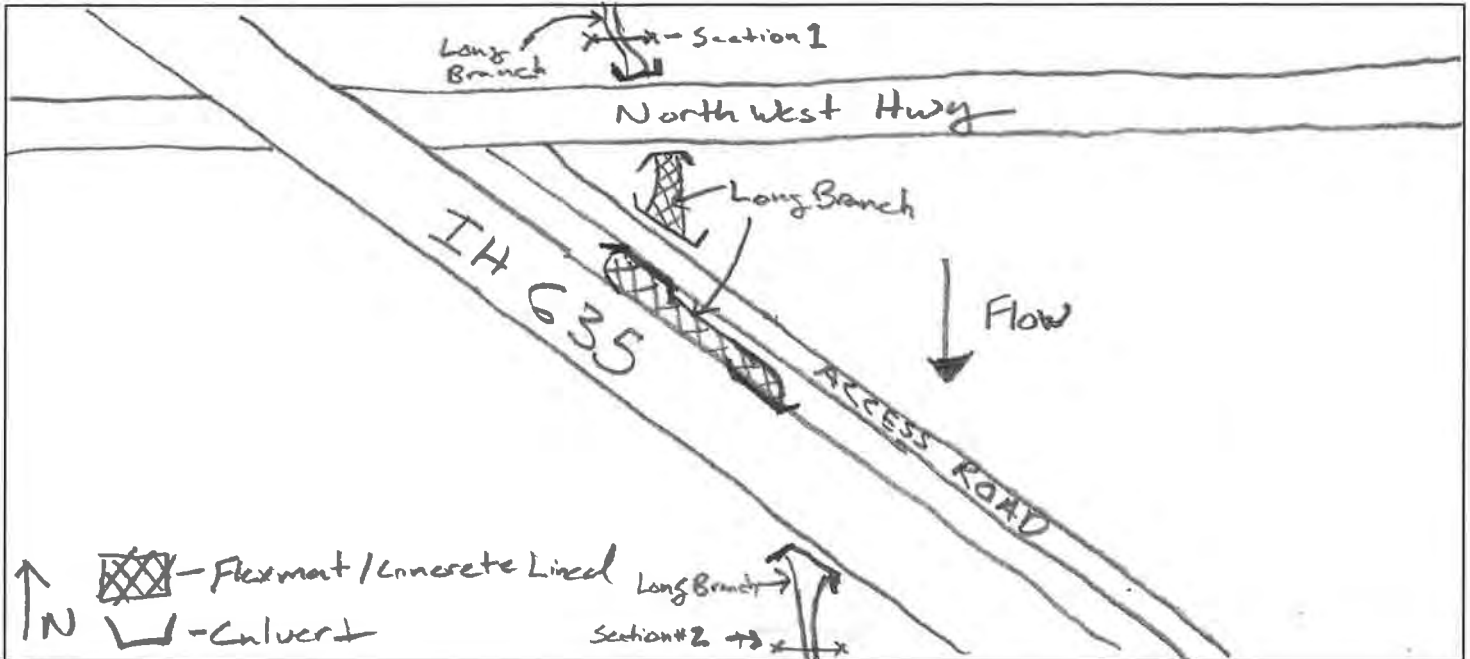 Long
Branch
- Section 1
Northwest Hwy
Long Branch
IH 635
Flow
ACCESS ROAD
- Flexmat / Concrete Lined
N
- Culvert
Long Branch
Section #2